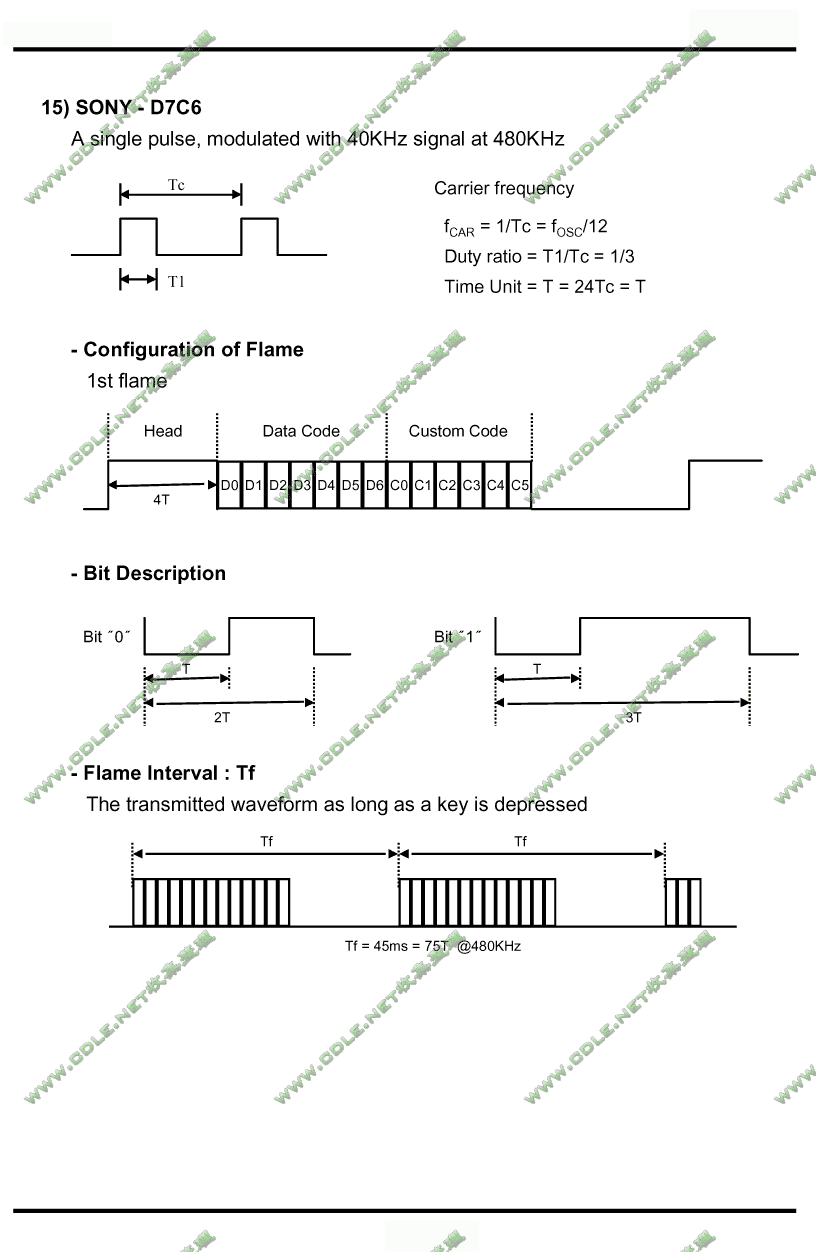 15) SONY - D7C6
A single pulse, modulated with 40KHz signal at 480KHz
Tc
T1
Carrier frequency
fCAR = 1/Tc = fOSC/12
Duty ratio = T1/Tc = 1/3
Time Unit = T = 24Tc = T
- Configuration of Flame
1st flame
Head Data Code Custom Code
4T
D0 D1 D2 D3 D4 D5 D6 C0 C1 C2 C3 C4 C5
- Bit Description
Bit ˝0˝ Bit ˝1˝
T T
2T 3T
- Flame Interval : Tf
The transmitted waveform as long as a key is depressed
Tf Tf
Tf = 45ms = 75T @480KHz